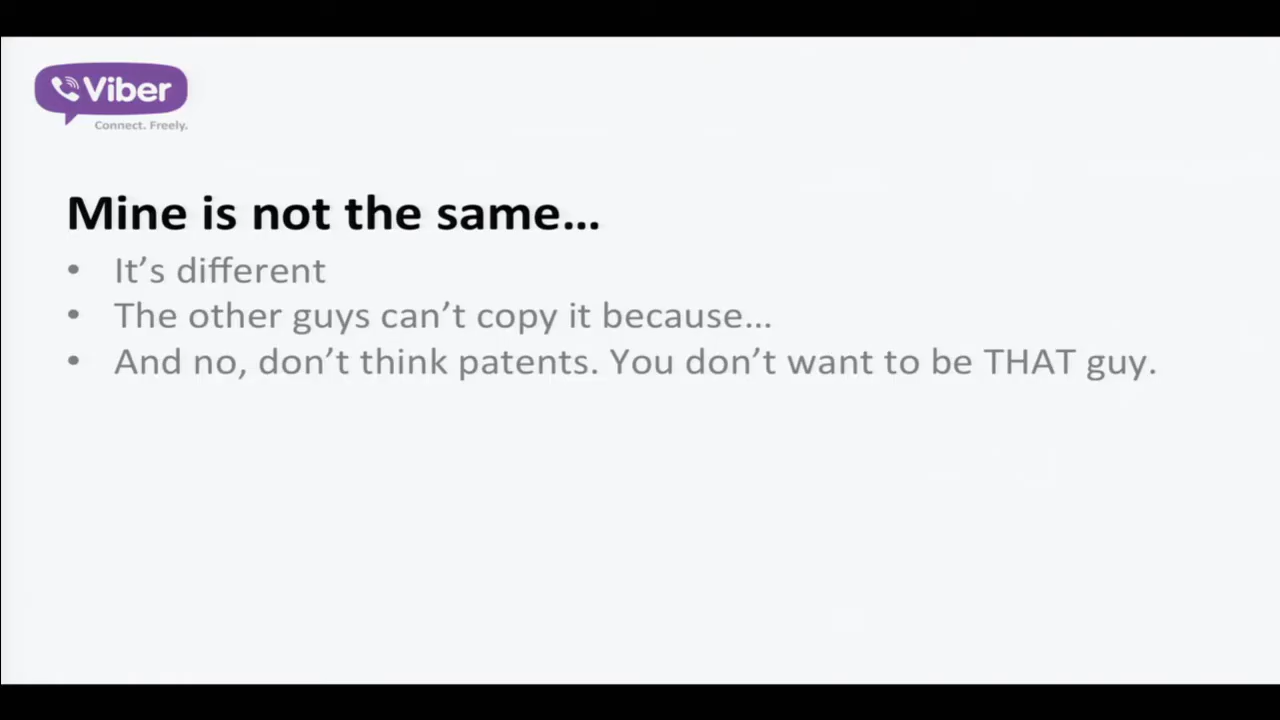 Viber
Connect. Freely.
Mine is not the same…
• It’s different
• The other guys can’t copy it because…
• And no, don’t think patents. You don’t want to be THAT guy.